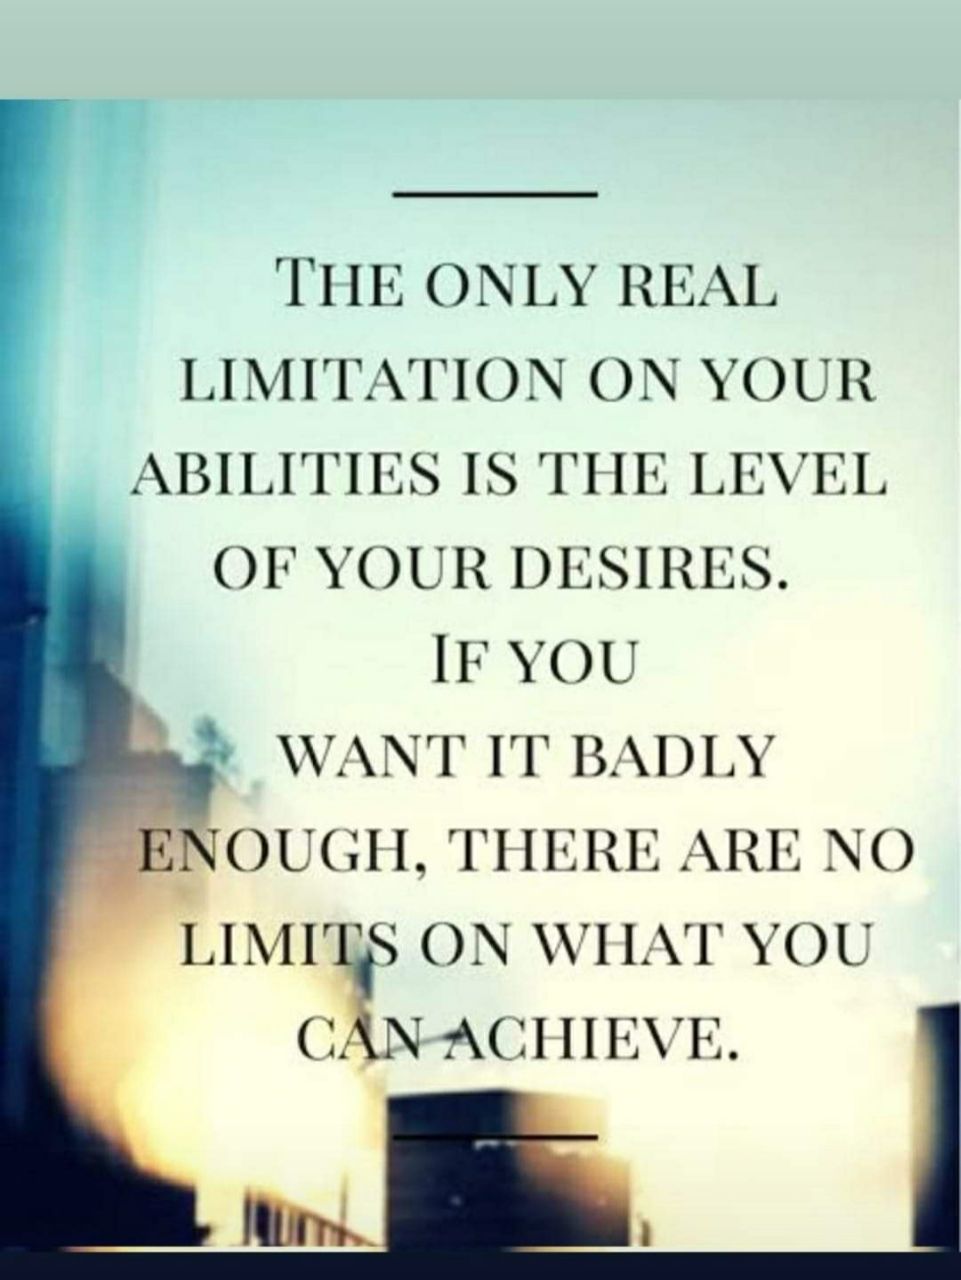 The only real
limitation on your
abilities is the level
of your desires.
If you
want it badly
enough, there are no
limits on what you
can achieve.